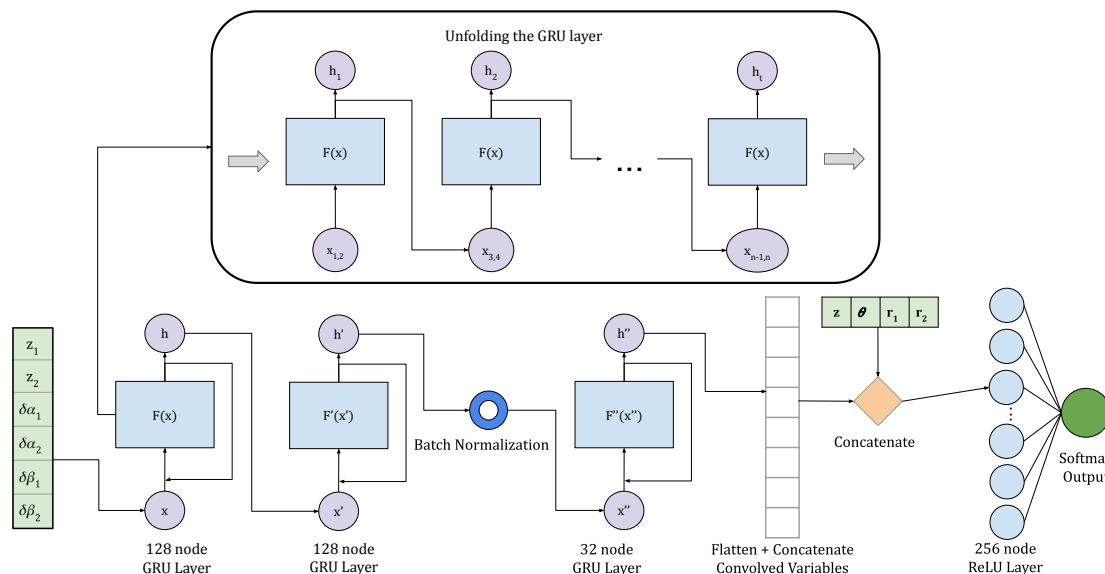 Unfolding the GRU layer
h1 h2 ht
F(x) F(x) ... F(x)
x1,2 x3,4 xn-1,n
z1
z2
δα1
δα2
δβ1
δβ2
h h' h''
F(x) F'(x') F''(x'')
x x' x''
Batch Normalization
z θ r1 r2
Concatenate
Softma
Output
128 node
GRU Layer
128 node
GRU Layer
32 node
GRU Layer
Flatten + Concatenate
Convolved Variables
256 node
ReLU Layer